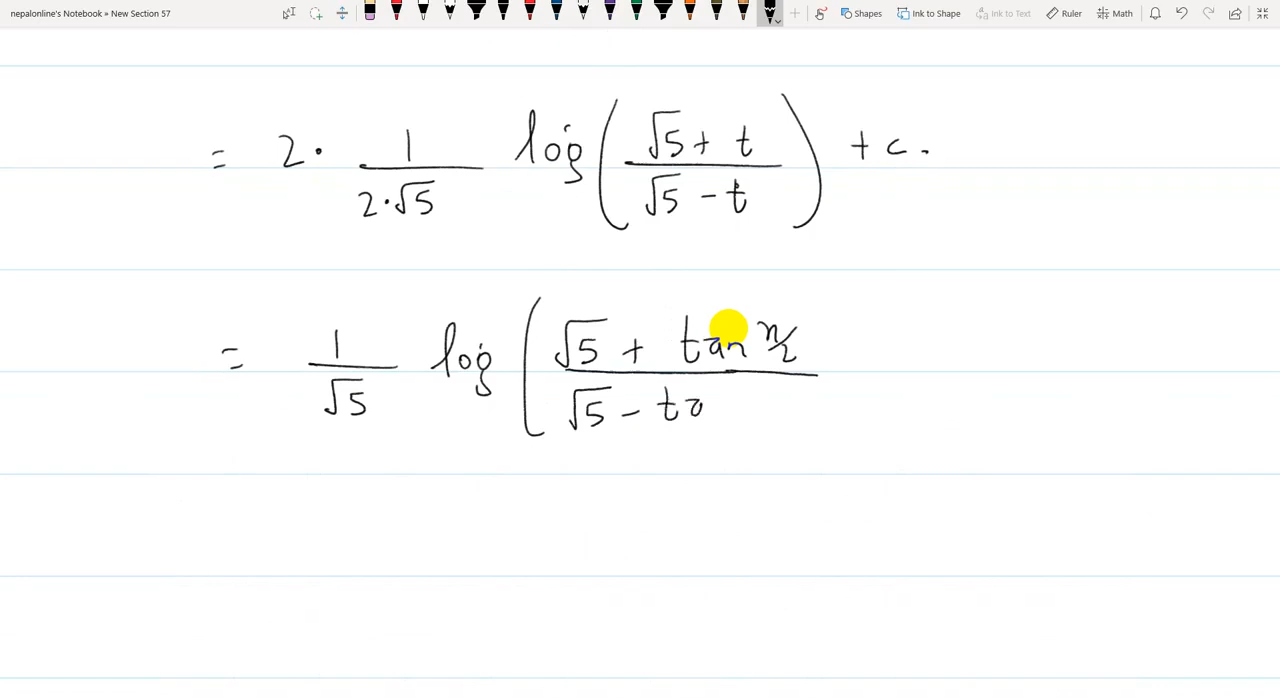 nepalonline's Notebook » New Section 57
Shapes Ink to Shape Ink to Text Ruler Math
= 2 · 1/(2·√5) log((√5 + t)/(√5 - t)) + c.
= 1/√5 log[(√5 + tan x/2)/(√5 - ta